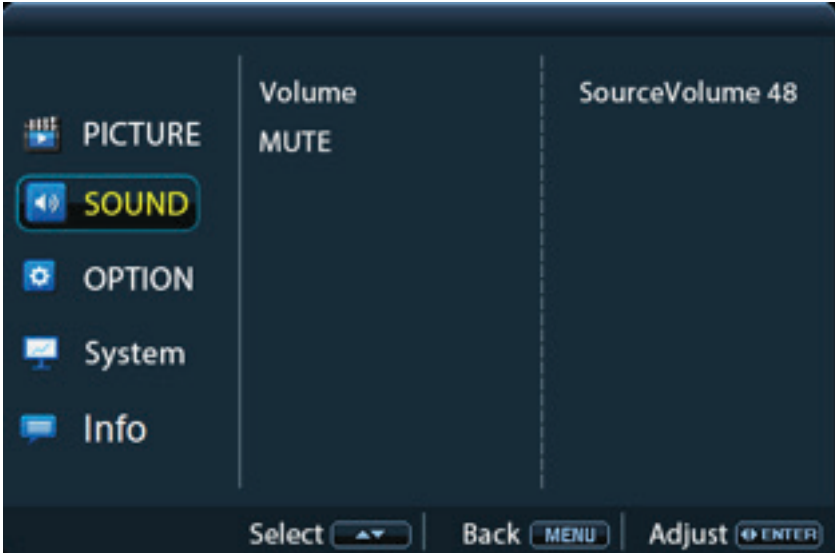 PICTURE
SOUND
OPTION
System
Info
Volume
MUTE
SourceVolume 48
Select
Back MENU
Adjust ENTER